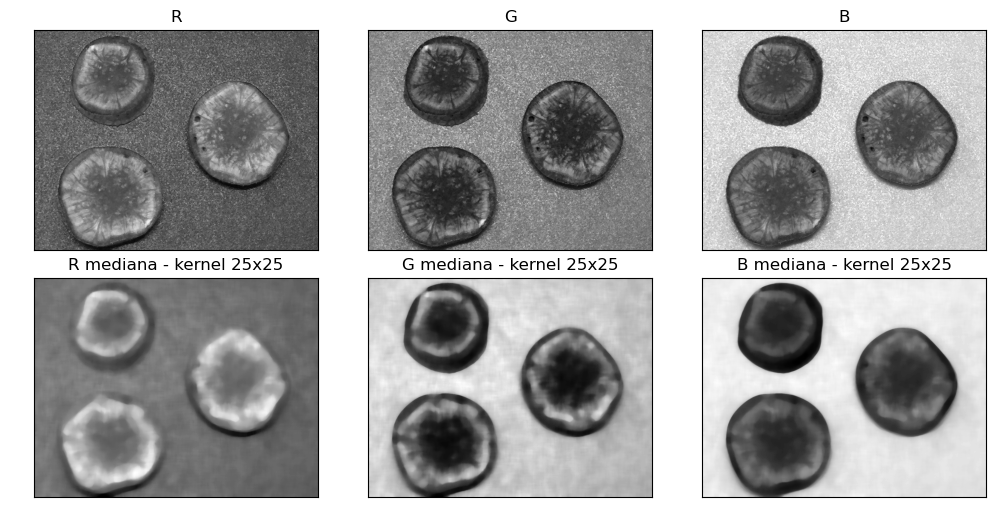 R
G
B
R mediana - kernel 25x25
G mediana - kernel 25x25
B mediana - kernel 25x25